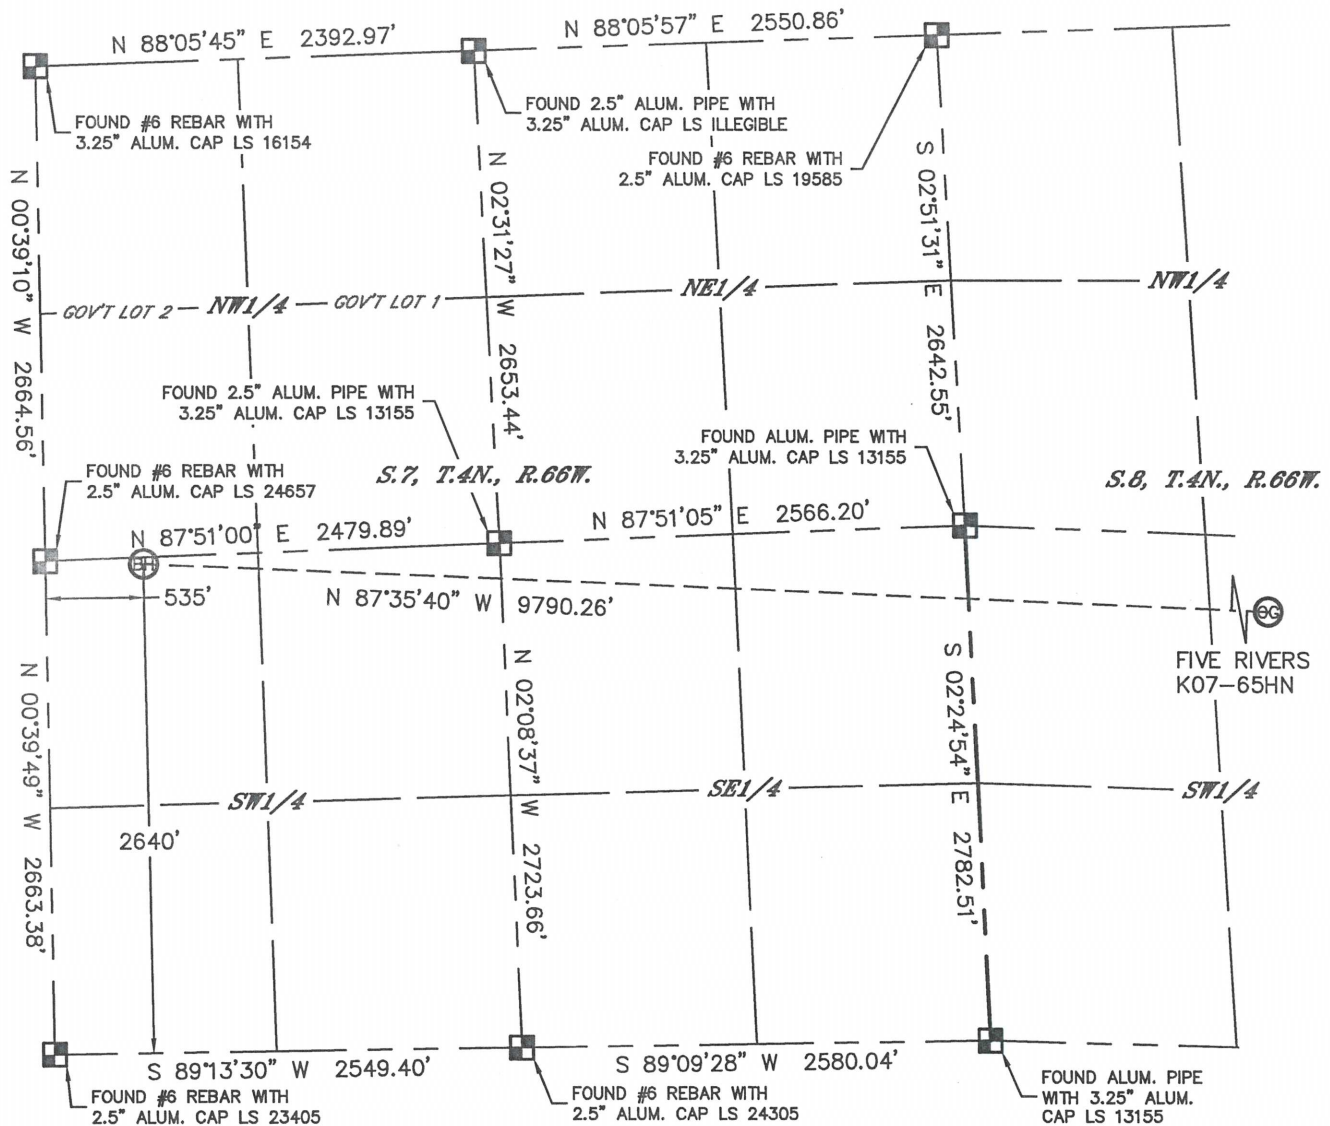 N 88°05'45" E 2392.97'
N 88°05'57" E 2550.86'
FOUND #6 REBAR WITH
3.25" ALUM. CAP LS 16154
FOUND 2.5" ALUM. PIPE WITH
3.25" ALUM. CAP LS ILLEGIBLE
FOUND #6 REBAR WITH
2.5" ALUM. CAP LS 19585
N 00°39'10" W 2664.56'
N 02°31'27" W 2653.44'
S 02°51'31" E 2642.55'
GOV'T LOT 2
NW1/4
GOV'T LOT 1
NE1/4
NW1/4
FOUND 2.5" ALUM. PIPE WITH
3.25" ALUM. CAP LS 13155
FOUND ALUM. PIPE WITH
3.25" ALUM. CAP LS 13155
FOUND #6 REBAR WITH
2.5" ALUM. CAP LS 24657
S.7, T.4N., R.66W.
S.8, T.4N., R.66W.
N 87°51'00" E 2479.89'
N 87°51'05" E 2566.20'
BH
535'
N 87°35'40" W 9790.26'
OG
FIVE RIVERS
K07-65HN
N 00°39'49" W 2663.38'
N 02°08'37" W 2723.66'
S 02°24'54" E 2782.51'
SW1/4
SE1/4
SW1/4
2640'
S 89°13'30" W 2549.40'
S 89°09'28" W 2580.04'
FOUND #6 REBAR WITH
2.5" ALUM. CAP LS 23405
FOUND #6 REBAR WITH
2.5" ALUM. CAP LS 24305
FOUND ALUM. PIPE
WITH 3.25" ALUM.
CAP LS 13155